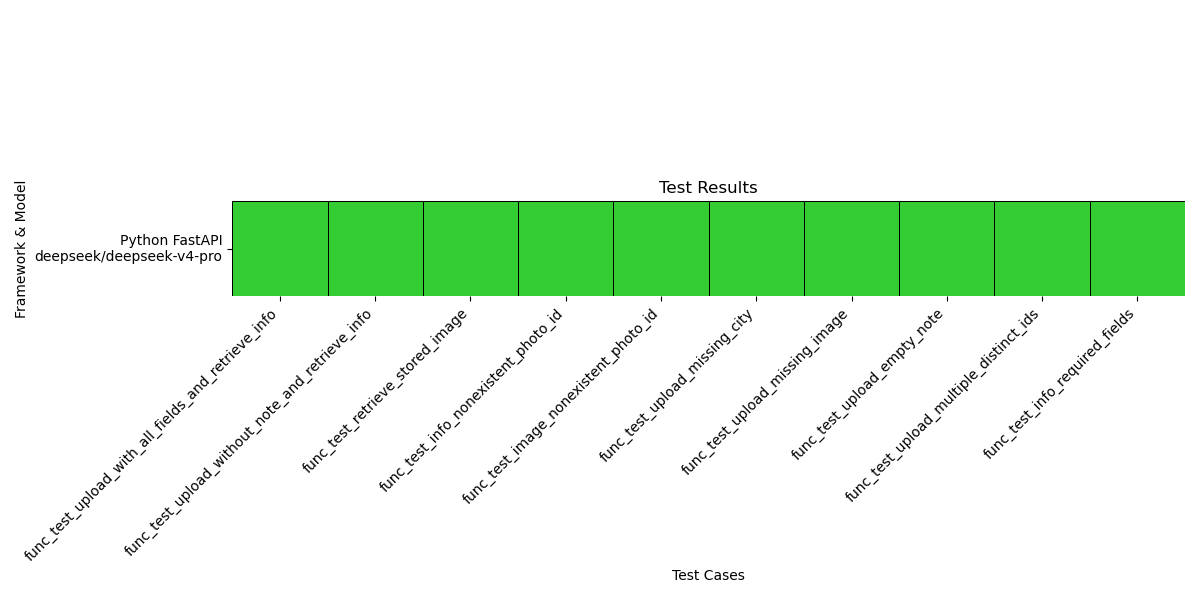 Test Results
Framework & Model
Python FastAPI
deepseek/deepseek-v4-pro
func_test_upload_with_all_fields_and_retrieve_info
func_test_upload_without_note_and_retrieve_info
func_test_retrieve_stored_image
func_test_info_nonexistent_photo_id
func_test_image_nonexistent_photo_id
func_test_upload_missing_city
func_test_upload_missing_image
func_test_upload_empty_note
func_test_upload_multiple_distinct_ids
func_test_info_required_fields
Test Cases